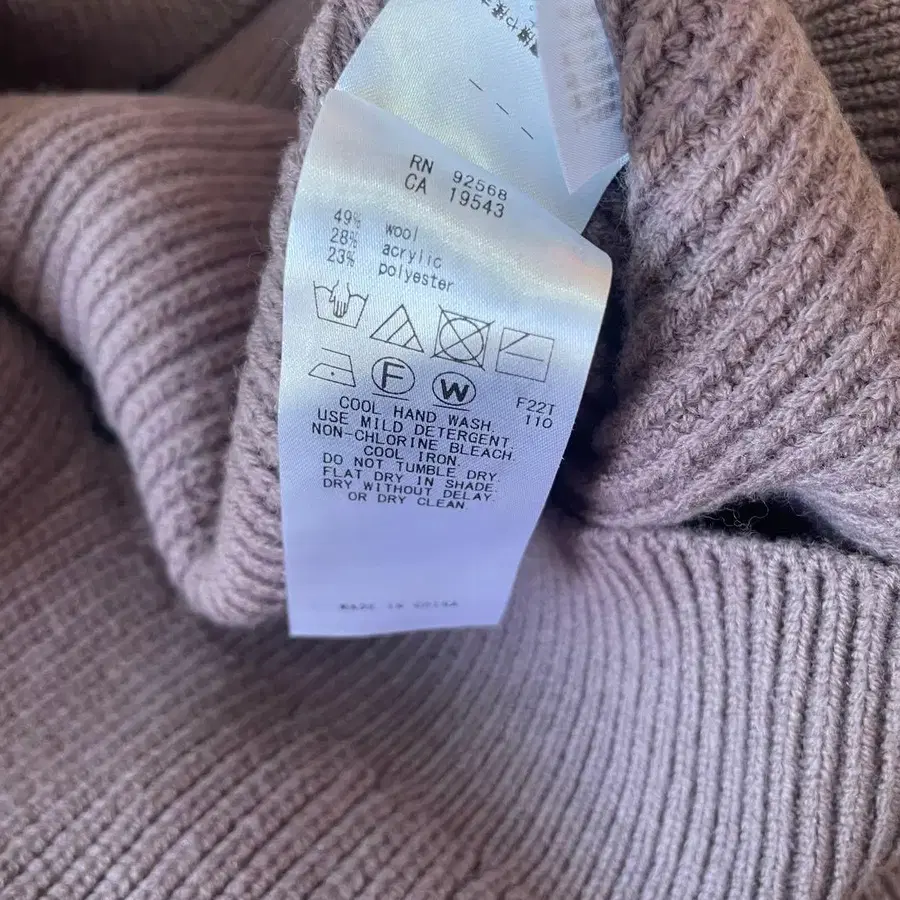 RN 92568
CA 19543
49% wool
28% acrylic
23% polyester
F
W
F22T
110
COOL HAND WASH.
USE MILD DETERGENT.
NON-CHLORINE BLEACH.
COOL IRON.
DO NOT TUMBLE DRY.
FLAT DRY IN SHADE.
DRY WITHOUT DELAY.
OR DRY CLEAN.